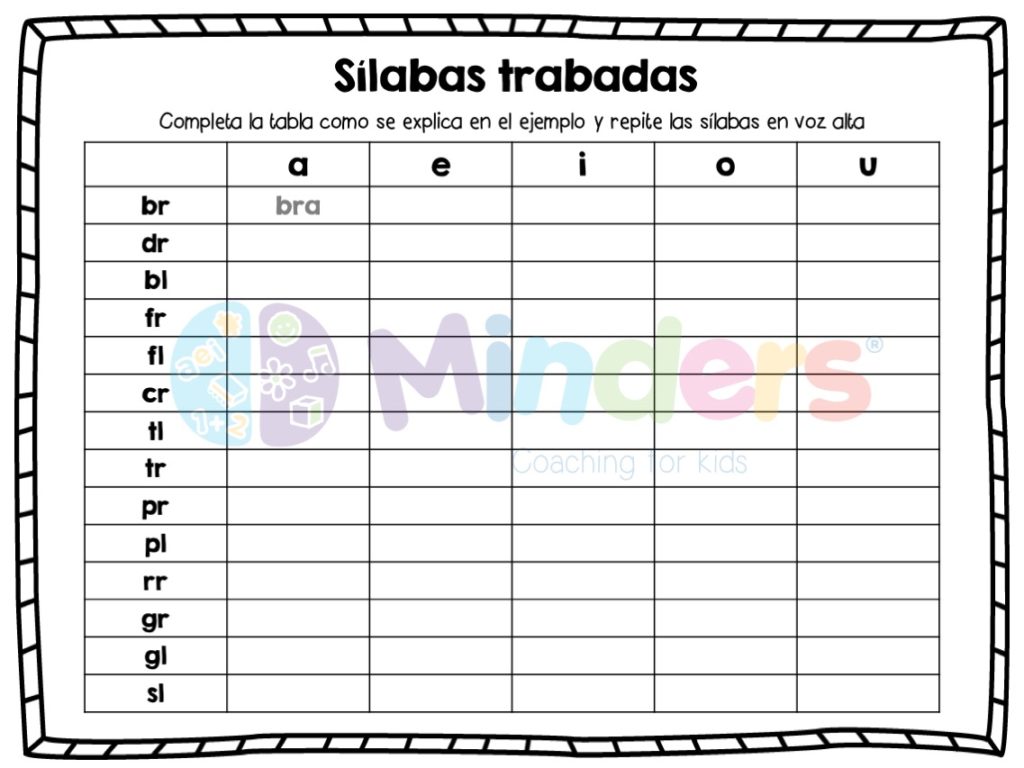 Sílabas trabadas
Completa la tabla como se explica en el ejemplo y repite las sílabas en voz alta
a e i o u
br bra
dr
bl
fr
fl
aei
Minders®
cr
1+2
tl
tr
Coaching for kids
pr
pl
rr
gr
gl
sl